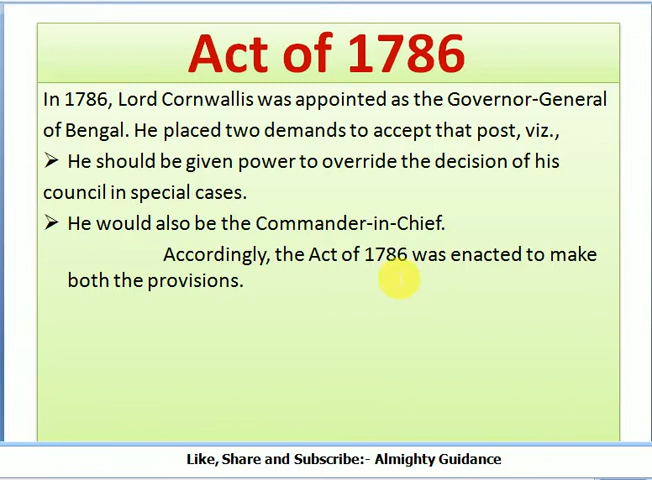 Act of 1786
In 1786, Lord Cornwallis was appointed as the Governor-General
of Bengal. He placed two demands to accept that post, viz.,
➢ He should be given power to override the decision of his
council in special cases.
➢ He would also be the Commander-in-Chief.
Accordingly, the Act of 1786 was enacted to make
both the provisions.
Like, Share and Subscribe:- Almighty Guidance